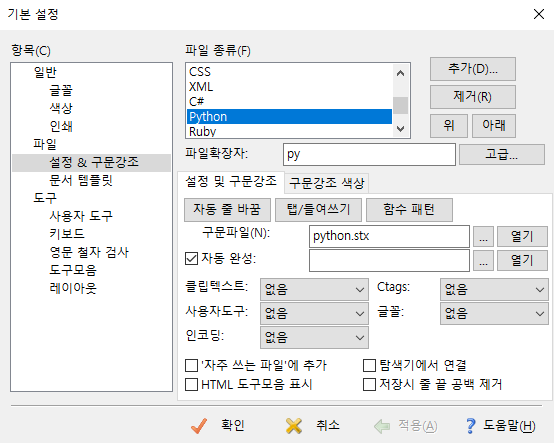 기본 설정
항목(C)
일반
글꼴
색상
인쇄
파일
설정 & 구문강조
문서 템플릿
도구
사용자 도구
키보드
영문 철자 검사
도구모음
레이아웃
파일 종류(F)
CSS
XML
C#
Python
Ruby
추가(D)...
제거(R)
위 아래
파일확장자: py 고급...
설정 및 구문강조 구문강조 색상
자동 줄 바꿈 탭/들여쓰기 함수 패턴
구문파일(N): python.stx ... 열기
자동 완성: ... 열기
클립텍스트: 없음 Ctags: 없음
사용자도구: 없음 글꼴: 없음
인코딩: 없음
'자주 쓰는 파일'에 추가 탐색기에서 연결
HTML 도구모음 표시 저장시 줄 끝 공백 제거
확인 취소 적용(A) ? 도움말(H)